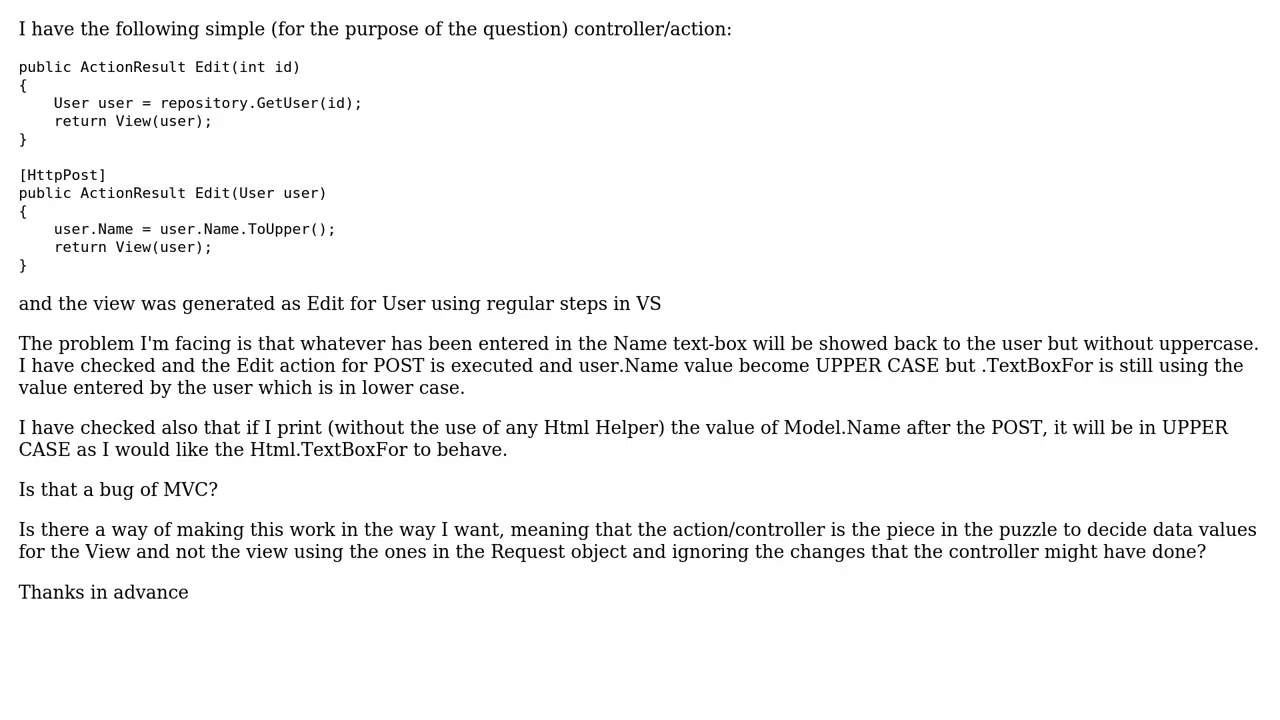 I have the following simple (for the purpose of the question) controller/action:
public ActionResult Edit(int id)
{
    User user = repository.GetUser(id);
    return View(user);
}
[HttpPost]
public ActionResult Edit(User user)
{
    user.Name = user.Name.ToUpper();
    return View(user);
}
and the view was generated as Edit for User using regular steps in VS
The problem I'm facing is that whatever has been entered in the Name text-box will be showed back to the user but without uppercase.
I have checked and the Edit action for POST is executed and user.Name value become UPPER CASE but .TextBoxFor is still using the
value entered by the user which is in lower case.
I have checked also that if I print (without the use of any Html Helper) the value of Model.Name after the POST, it will be in UPPER
CASE as I would like the Html.TextBoxFor to behave.
Is that a bug of MVC?
Is there a way of making this work in the way I want, meaning that the action/controller is the piece in the puzzle to decide data values
for the View and not the view using the ones in the Request object and ignoring the changes that the controller might have done?
Thanks in advance